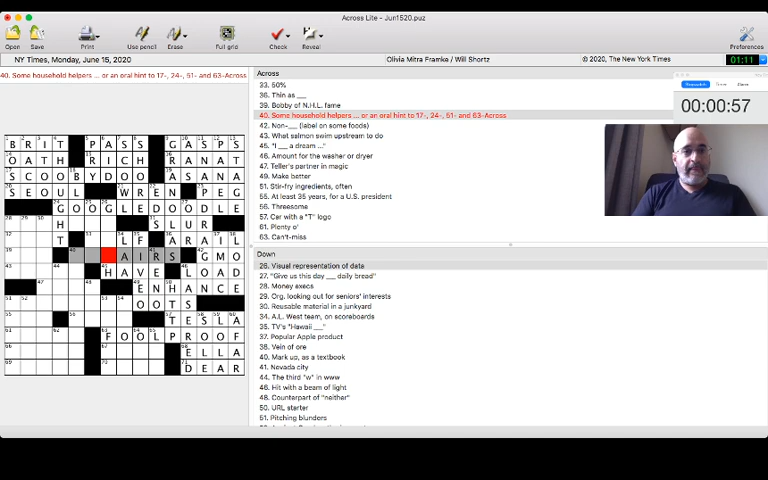 Across Lite - Jun1520.puz
Open
Save
Print
Use pencil
Erase
Full grid
Check
Reveal
Preferences
NY Times, Monday, June 15, 2020
Olivia Mitra Framke / Will Shortz
© 2020, The New York Times
01:11
40. Some household helpers ... or an oral hint to 17-, 24-, 51- and 63-Across
Across
33. 50%
36. Thin as ___
39. Bobby of N.H.L. fame
40. Some household helpers ... or an oral hint to 17-, 24-, 51- and 63-Across
42. Non-___ (label on some foods)
43. What salmon swim upstream to do
45. "I ___ a dream ..."
46. Amount for the washer or dryer
47. Teller's partner in magic
49. Make better
51. Stir-fry ingredients, often
55. At least 35 years, for a U.S. president
56. Threesome
57. Car with a "T" logo
61. Plenty o'
63. Can't-miss
00:00:57
Down
26. Visual representation of data
27. "Give us this day ___ daily bread"
28. Money execs
29. Org. looking out for seniors' interests
30. Reusable material in a junkyard
34. A.L. West team, on scoreboards
35. TV's "Hawaii ___"
37. Popular Apple product
38. Vein of ore
40. Mark up, as a textbook
41. Nevada city
44. The third "w" in www
46. Hit with a beam of light
48. Counterpart of "neither"
50. URL starter
51. Pitching blunders
BRIT PASS GASPS
OATH RICH RANAT
SCOOBYDOO ASANA
SEOUL WREN PEG
GOOGLEDOODLE
H SLUR
T LF ARAIL
AIRS GMO
HAVE LOAD
ENHANCE
OOTS
TESLA
FOOLPROOF
ELLA
DEAR